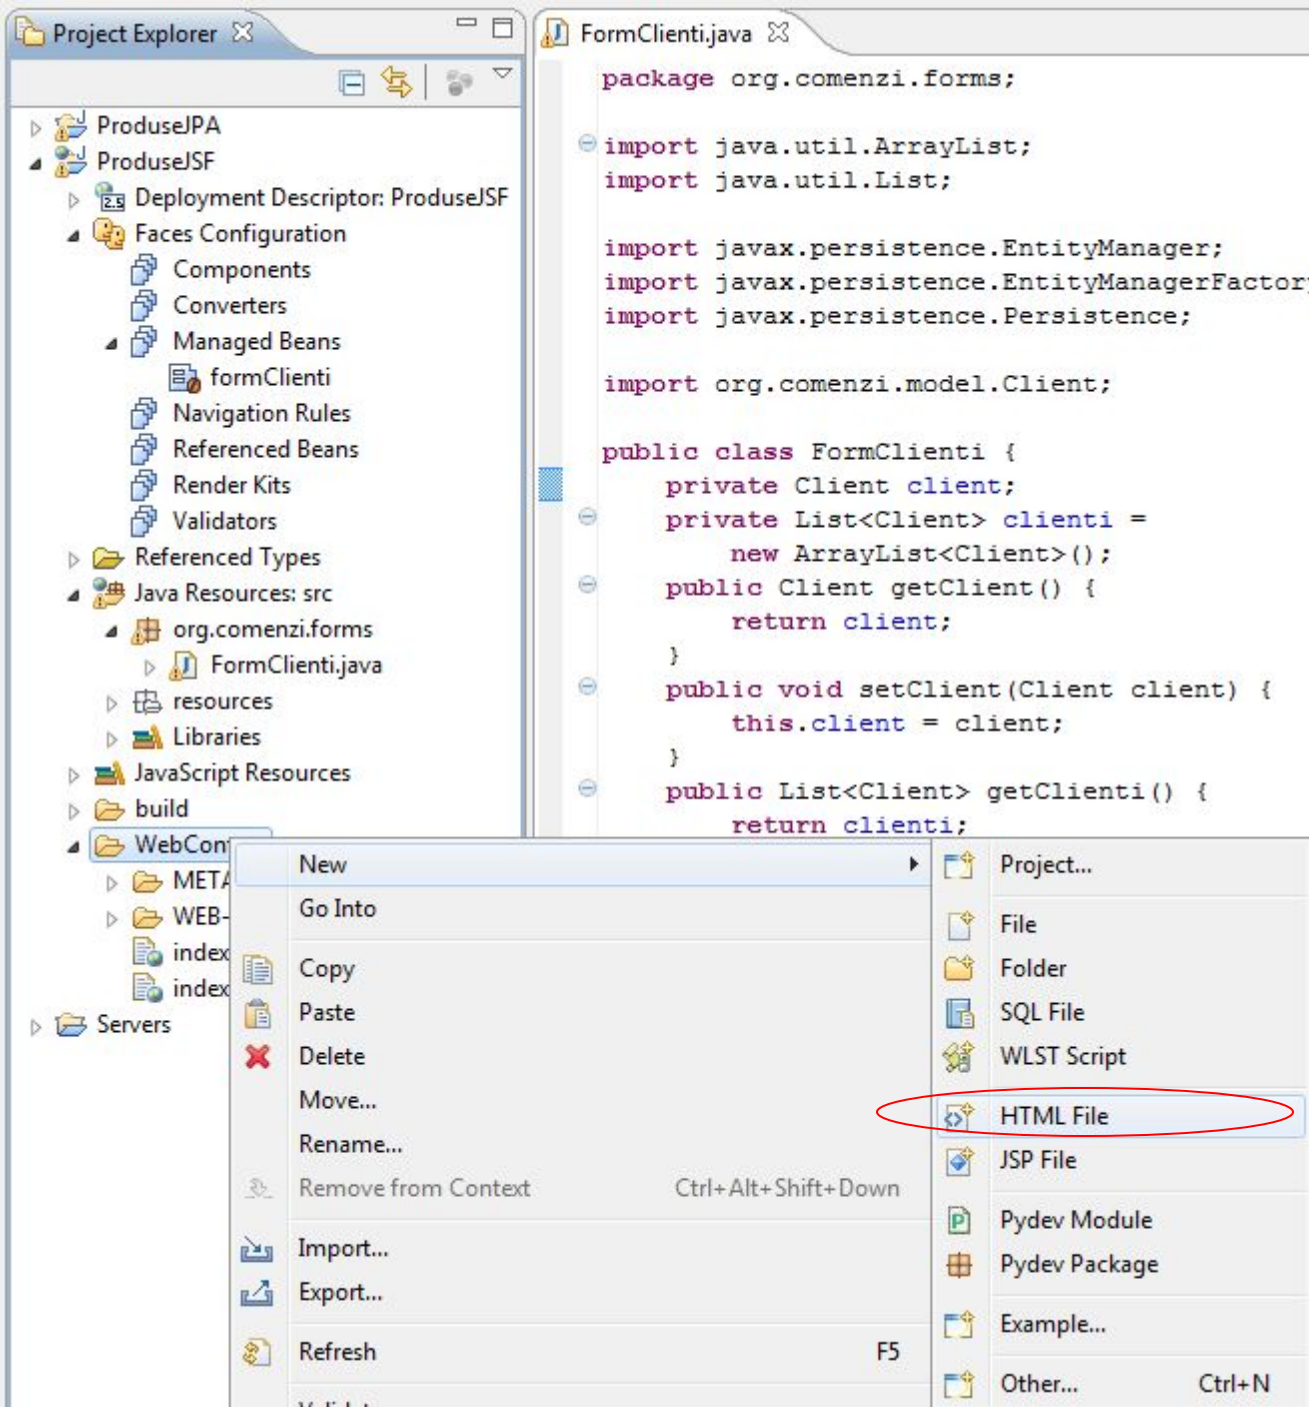 Project Explorer
ProduseJPA
ProduseJSF
Deployment Descriptor: ProduseJSF
2.5
Faces Configuration
Components
Converters
Managed Beans
formClienti
Navigation Rules
Referenced Beans
Render Kits
Validators
Referenced Types
Java Resources: src
org.comenzi.forms
FormClienti.java
resources
Libraries
JavaScript Resources
build
WebCon
META
WEB-
index
index
Servers
FormClienti.java
package org.comenzi.forms;
import java.util.ArrayList;
import java.util.List;
import javax.persistence.EntityManager;
import javax.persistence.EntityManagerFactory
import javax.persistence.Persistence;
import org.comenzi.model.Client;
public class FormClienti {
private Client client;
private List<Client> clienti =
new ArrayList<Client>();
public Client getClient() {
return client;
}
public void setClient(Client client) {
this.client = client;
}
public List<Client> getClienti() {
return clienti;
New
Go Into
Copy
Paste
Delete
Move...
Rename...
Remove from Context Ctrl+Alt+Shift+Down
Import...
Export...
Refresh F5
Project...
File
Folder
SQL File
WLST Script
HTML File
JSP File
Pydev Module
Pydev Package
Example...
Other... Ctrl+N